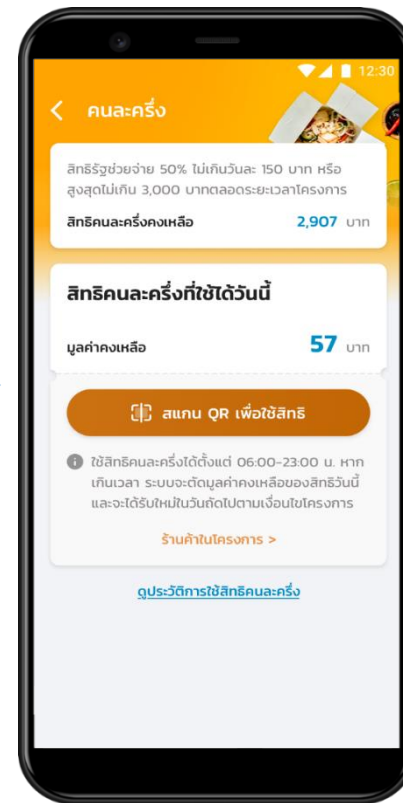 12:30
คนละครึ่ง
สิทธิรัฐช่วยจ่าย 50% ไม่เกินวันละ 150 บาท หรือ
สูงสุดไม่เกิน 3,000 บาทตลอดระยะเวลาโครงการ
สิทธิคนละครึ่งคงเหลือ 2,907 บาท
สิทธิคนละครึ่งที่ใช้ได้วันนี้
มูลค่าคงเหลือ 57 บาท
สแกน QR เพื่อใช้สิทธิ
ใช้สิทธิคนละครึ่งได้ตั้งแต่ 06:00-23:00 น. หาก
เกินเวลา ระบบจะตัดมูลค่าคงเหลือของสิทธิวันนี้
และจะได้รับใหม่ในวันถัดไปตามเงื่อนไขโครงการ
ร้านค้าในโครงการ >
ดูประวัติการใช้สิทธิคนละครึ่ง